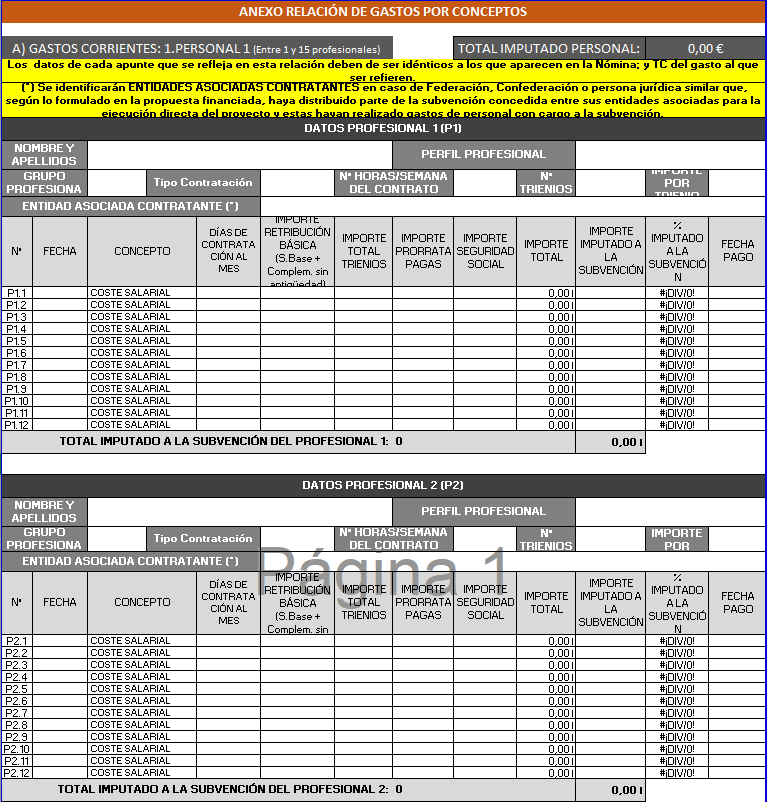 ANEXO RELACIÓN DE GASTOS POR CONCEPTOS
A) GASTOS CORRIENTES: 1.PERSONAL 1 (Entre 1 y 15 profesionales) TOTAL IMPUTADO PERSONAL: 0,00 €
Los datos de cada apunte que se refleja en esta relación deben de ser idénticos a los que aparecen en la Nómina; y TC del gasto al que
se refieren.
(*) Se identificarán ENTIDADES ASOCIADAS CONTRATANTES en caso de Federación, Confederación o persona jurídica similar que,
según lo formulado en la propuesta financiada, haya distribuido parte de la subvención concedida entre sus entidades asociadas para la
ejecución directa del proyecto y estas hayan realizado gastos de personal con cargo a la subvención.
DATOS PROFESIONAL 1 (P1)
NOMBRE Y
APELLIDOS
PERFIL PROFESIONAL
GRUPO
PROFESIONA
Tipo Contratación
Nº HORAS/SEMANA
DEL CONTRATO
Nº
TRIENIOS
IMPORTE
POR
TRIENIO
ENTIDAD ASOCIADA CONTRATANTE (*)
Nº
FECHA
CONCEPTO
DÍAS DE
CONTRATA
CIÓN AL
MES
IMPORTE
RETRIBUCIÓN
BÁSICA
(S.Base +
Complem. sin
antigüedad)
IMPORTE
TOTAL
TRIENIOS
IMPORTE
PRORRATA
PAGAS
IMPORTE
SEGURIDAD
SOCIAL
IMPORTE
TOTAL
IMPORTE
IMPUTADO A
LA
SUBVENCIÓN
%
IMPUTADO
A LA
SUBVENCIÓ
N
FECHA
PAGO
P1.1 COSTE SALARIAL 0,00 #¡DIV/0!
P1.2 COSTE SALARIAL 0,00 #¡DIV/0!
P1.3 COSTE SALARIAL 0,00 #¡DIV/0!
P1.4 COSTE SALARIAL 0,00 #¡DIV/0!
P1.5 COSTE SALARIAL 0,00 #¡DIV/0!
P1.6 COSTE SALARIAL 0,00 #¡DIV/0!
P1.7 COSTE SALARIAL 0,00 #¡DIV/0!
P1.8 COSTE SALARIAL 0,00 #¡DIV/0!
P1.9 COSTE SALARIAL 0,00 #¡DIV/0!
P1.10 COSTE SALARIAL 0,00 #¡DIV/0!
P1.11 COSTE SALARIAL 0,00 #¡DIV/0!
P1.12 COSTE SALARIAL 0,00 #¡DIV/0!
TOTAL IMPUTADO A LA SUBVENCIÓN DEL PROFESIONAL 1: 0 0,00
DATOS PROFESIONAL 2 (P2)
NOMBRE Y
APELLIDOS
PERFIL PROFESIONAL
GRUPO
PROFESIONA
Tipo Contratación
Nº HORAS/SEMANA
DEL CONTRATO
Nº
TRIENIOS
IMPORTE
POR
ENTIDAD ASOCIADA CONTRATANTE (*)
Página 1
Nº
FECHA
CONCEPTO
DÍAS DE
CONTRATA
CIÓN AL
MES
IMPORTE
RETRIBUCIÓN
BÁSICA
(S.Base +
Complem. sin
IMPORTE
TOTAL
TRIENIOS
IMPORTE
PRORRATA
PAGAS
IMPORTE
SEGURIDAD
SOCIAL
IMPORTE
TOTAL
IMPORTE
IMPUTADO A
LA
SUBVENCIÓN
%
IMPUTADO
A LA
SUBVENCIÓ
N
FECHA
PAGO
P2.1 COSTE SALARIAL 0,00 #¡DIV/0!
P2.2 COSTE SALARIAL 0,00 #¡DIV/0!
P2.3 COSTE SALARIAL 0,00 #¡DIV/0!
P2.4 COSTE SALARIAL 0,00 #¡DIV/0!
P2.5 COSTE SALARIAL 0,00 #¡DIV/0!
P2.6 COSTE SALARIAL 0,00 #¡DIV/0!
P2.7 COSTE SALARIAL 0,00 #¡DIV/0!
P2.8 COSTE SALARIAL 0,00 #¡DIV/0!
P2.9 COSTE SALARIAL 0,00 #¡DIV/0!
P2.10 COSTE SALARIAL 0,00 #¡DIV/0!
P2.11 COSTE SALARIAL 0,00 #¡DIV/0!
P2.12 COSTE SALARIAL 0,00 #¡DIV/0!
TOTAL IMPUTADO A LA SUBVENCIÓN DEL PROFESIONAL 2: 0 0,00